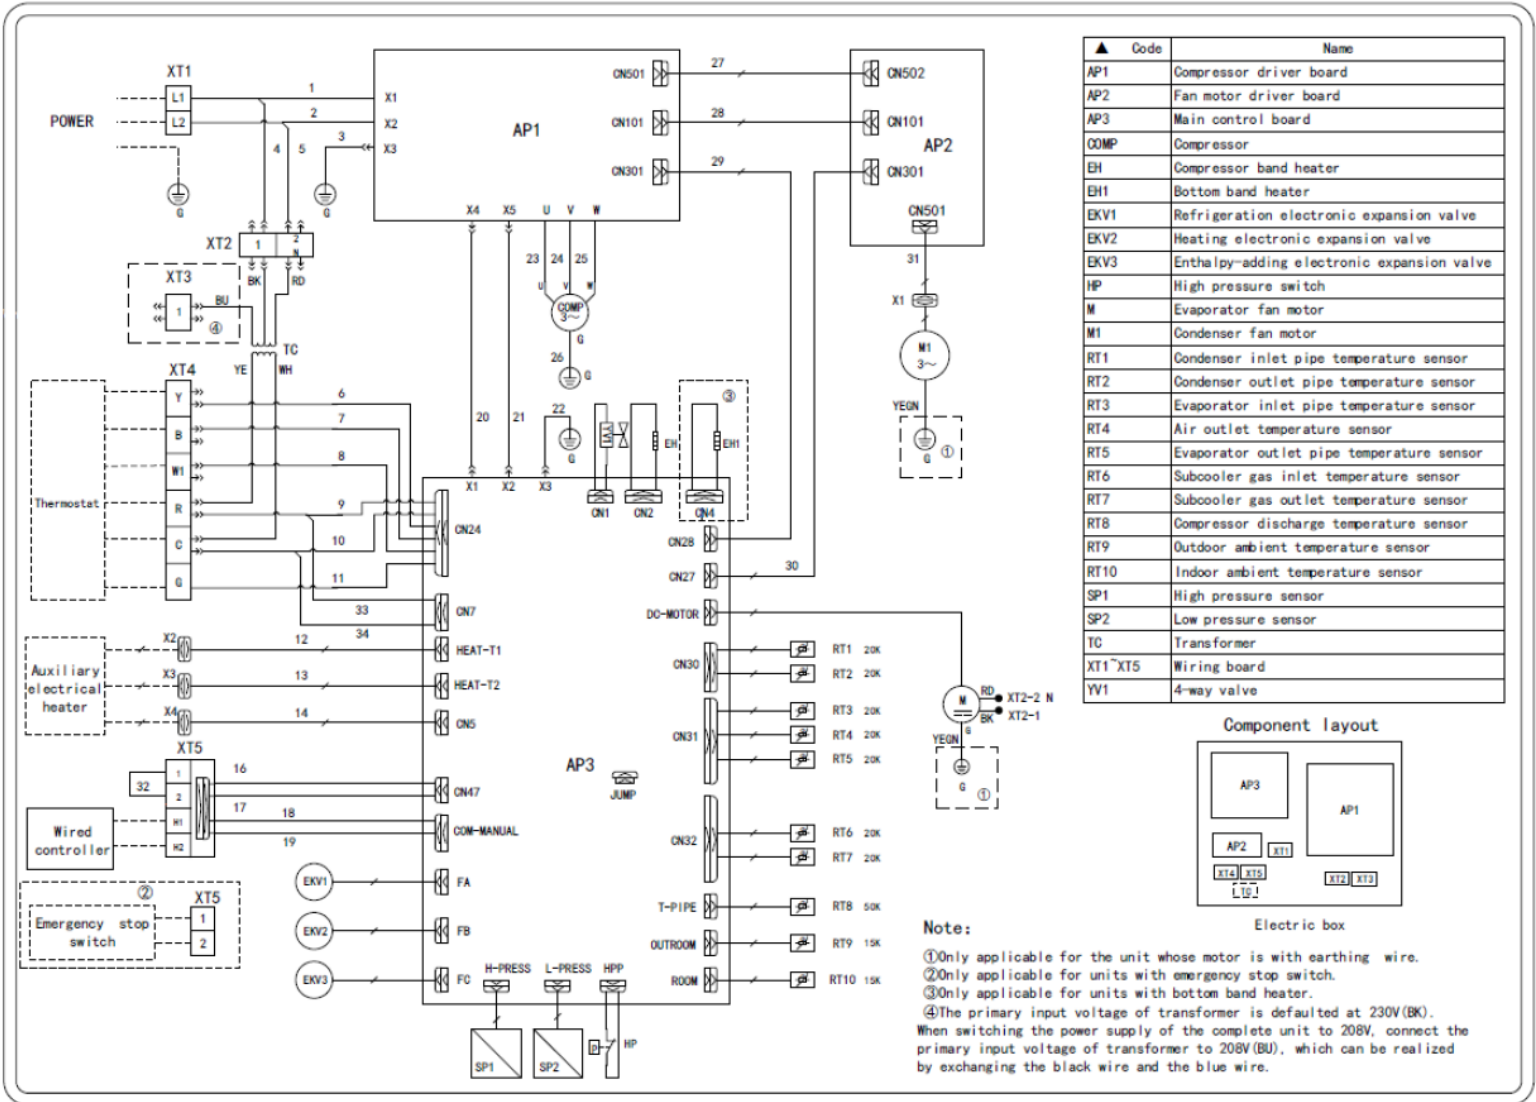 XT1
L1
L2
POWER
G
1
2
3
4
5
G
X1
X2
X3
AP1
CN501
CN101
CN301
X4
X5
U
V
W
27
28
29
CN502
CN101
AP2
CN301
CN501
31
X1
M1
3~
YEGN
G
①
XT2
1
2
N
BK
RD
XT3
1
BU
④
TC
YE
WH
23
24
25
U
V
W
COMP
3~
G
26
G
XT4
Y
B
W1
R
C
G
Thermostat
6
7
8
9
10
11
33
34
20
21
22
G
YV1
EH
③
EH1
X1
X2
X3
CN1
CN2
CN4
CN24
CN7
HEAT-T1
HEAT-T2
CN5
CN47
COM-MANUAL
FA
FB
FC
CN28
CN27
30
DC-MOTOR
CN30
CN31
CN32
T-PIPE
OUTROOM
ROOM
AP3
JUMP
H-PRESS
L-PRESS
HPP
SP1
SP2
P
HP
Auxiliary
electrical
heater
X2
X3
X4
12
13
14
XT5
1
2
H1
H2
32
16
17
18
19
Wired
controller
②
XT5
Emergency stop
switch
1
2
EKV1
EKV2
EKV3
RT1 20K
RT2 20K
RT3 20K
RT4 20K
RT5 20K
RT6 20K
RT7 20K
RT8 50K
RT9 15K
RT10 15K
M
RD
XT2-2 N
BK
XT2-1
G
YEGN
G
①
▲ Code Name
AP1 Compressor driver board
AP2 Fan motor driver board
AP3 Main control board
COMP Compressor
EH Compressor band heater
EH1 Bottom band heater
EKV1 Refrigeration electronic expansion valve
EKV2 Heating electronic expansion valve
EKV3 Enthalpy-adding electronic expansion valve
HP High pressure switch
M Evaporator fan motor
M1 Condenser fan motor
RT1 Condenser inlet pipe temperature sensor
RT2 Condenser outlet pipe temperature sensor
RT3 Evaporator inlet pipe temperature sensor
RT4 Air outlet temperature sensor
RT5 Evaporator outlet pipe temperature sensor
RT6 Subcooler gas inlet temperature sensor
RT7 Subcooler gas outlet temperature sensor
RT8 Compressor discharge temperature sensor
RT9 Outdoor ambient temperature sensor
RT10 Indoor ambient temperature sensor
SP1 High pressure sensor
SP2 Low pressure sensor
TC Transformer
XT1~XT5 Wiring board
YV1 4-way valve
Component layout
AP3
AP1
AP2
XT1
XT4
XT5
TC
XT2
XT3
Electric box
Note:
①Only applicable for the unit whose motor is with earthing wire.
②Only applicable for units with emergency stop switch.
③Only applicable for units with bottom band heater.
④The primary input voltage of transformer is defaulted at 230V(BK).
When switching the power supply of the complete unit to 208V, connect the
primary input voltage of transformer to 208V(BU), which can be realized
by exchanging the black wire and the blue wire.